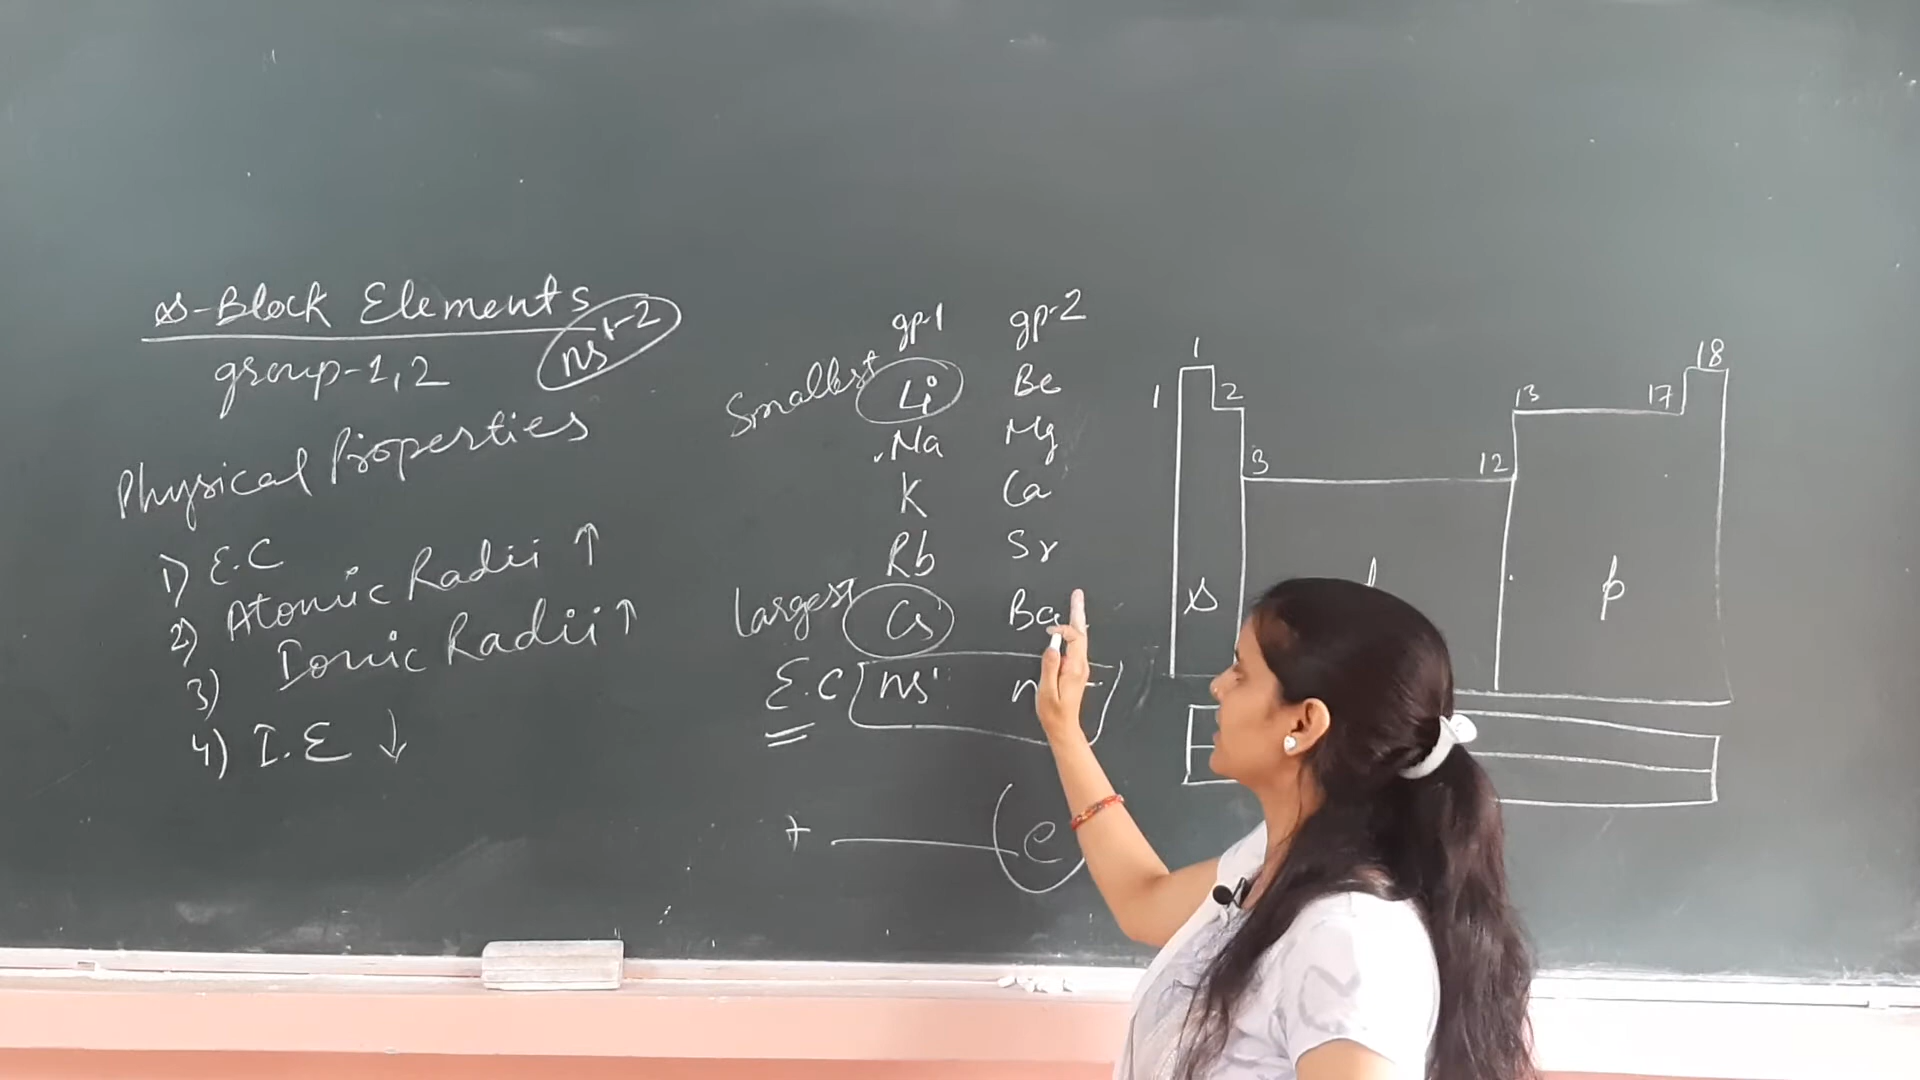 s-Block Elements
group-1,2
ns¹⁻²
Physical Properties
1) E.C
2) Atomic Radii ↑
3) Ionic Radii ↑
4) I.E ↓
gp-1 gp-2
Smallest Li Be
Na Mg
K Ca
Rb Sr
largest Cs Ba
E.C ns¹
+ e
1 18
1 2 13 17
3 12
s p